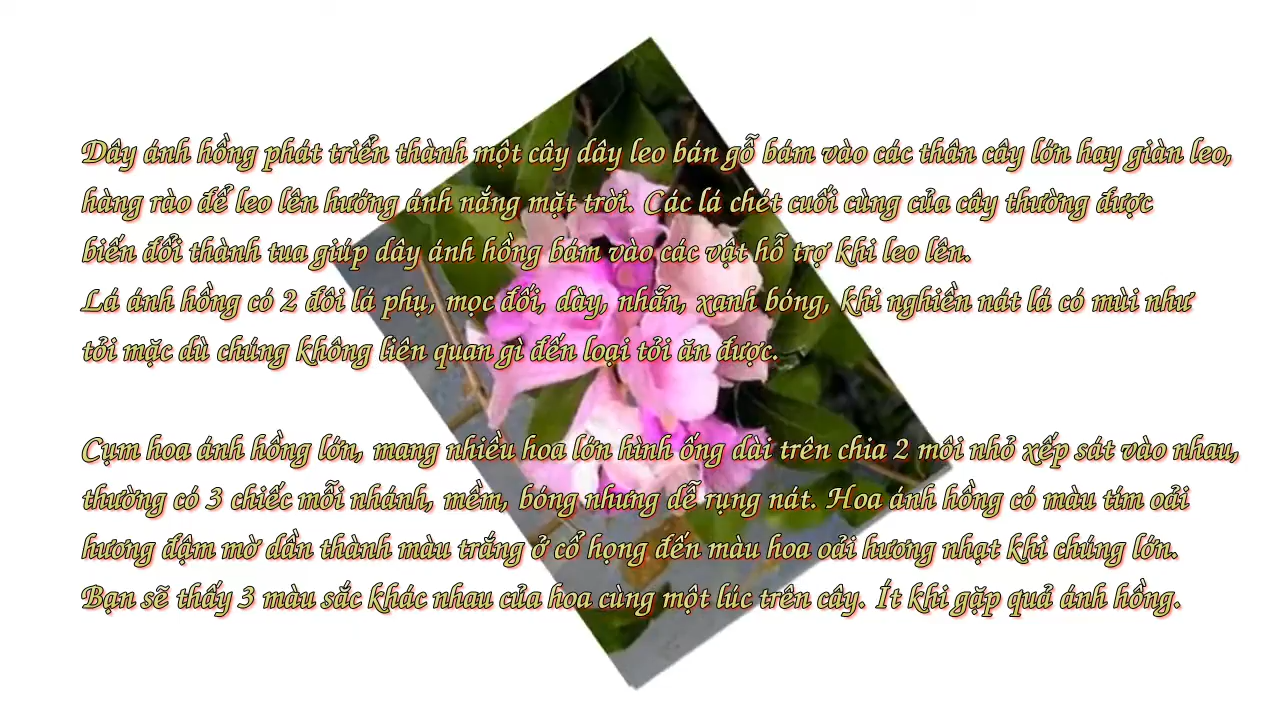 Dây ánh hồng phát triển thành một cây dây leo bán gỗ bám vào các thân cây lớn hay giàn leo,
hàng rào để leo lên hướng ánh nắng mặt trời. Các lá chét cuối cùng của cây thường được
biến đổi thành tua giúp dây ánh hồng bám vào các vật hỗ trợ khi leo lên.
Lá ánh hồng có 2 đôi lá phụ, mọc đối, dày, nhẵn, xanh bóng, khi nghiền nát lá có mùi như
tỏi mặc dù chúng không liên quan gì đến loại tỏi ăn được.
Cụm hoa ánh hồng lớn, mang nhiều hoa lớn hình ống dài trên chia 2 môi nhỏ xếp sát vào nhau,
thường có 3 chiếc mỗi nhánh, mềm, bóng nhưng dễ rụng nát. Hoa ánh hồng có màu tím oải
hương đậm mờ dần thành màu trắng ở cổ họng đến màu hoa oải hương nhạt khi chúng lớn.
Bạn sẽ thấy 3 màu sắc khác nhau của hoa cùng một lúc trên cây. Ít khi gặp quả ánh hồng.